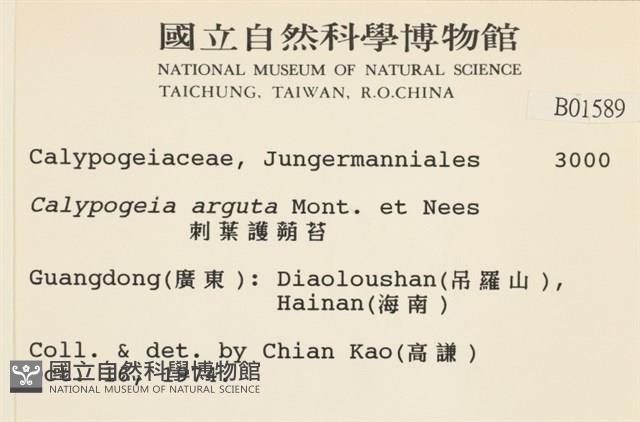 國立自然科學博物館
NATIONAL MUSEUM OF NATURAL SCIENCE
TAICHUNG, TAIWAN, R.O.CHINA
B01589
Calypogeiaceae, Jungermanniales 3000
Calypogeia arguta Mont. et Nees
刺葉護蒴苔
Guangdong(廣東): Diaoloushan(吊羅山),
Hainan(海南)
Coll. & det. by Chian Kao(高謙)
16, 1974.
國立自然科學博物館
NATIONAL MUSEUM OF NATURAL SCIENCE